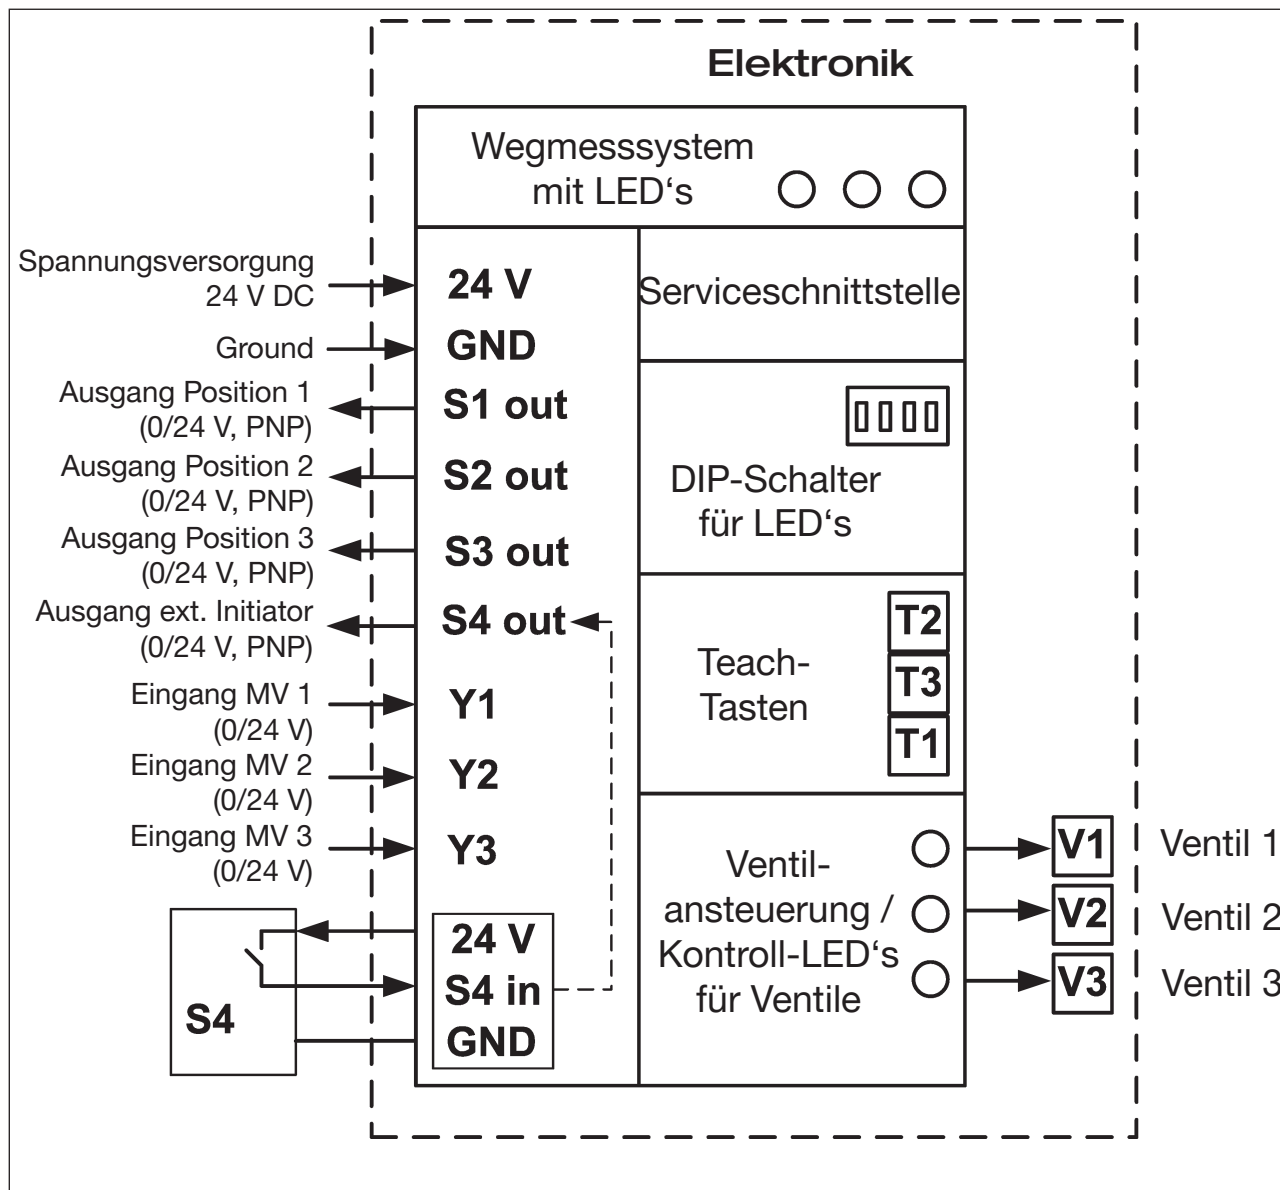 Elektronik
Wegmesssystem
mit LED‘s
Spannungsversorgung
24 V DC
24 V
Ground
GND
Ausgang Position 1
(0/24 V, PNP)
S1 out
Ausgang Position 2
(0/24 V, PNP)
S2 out
Ausgang Position 3
(0/24 V, PNP)
S3 out
Ausgang ext. Initiator
(0/24 V, PNP)
S4 out
Eingang MV 1
(0/24 V)
Y1
Eingang MV 2
(0/24 V)
Y2
Eingang MV 3
(0/24 V)
Y3
S4
24 V
S4 in
GND
Serviceschnittstelle
DIP-Schalter
für LED‘s
Teach-
Tasten
T2
T3
T1
Ventil-
ansteuerung /
Kontroll-LED‘s
für Ventile
V1
Ventil 1
V2
Ventil 2
V3
Ventil 3